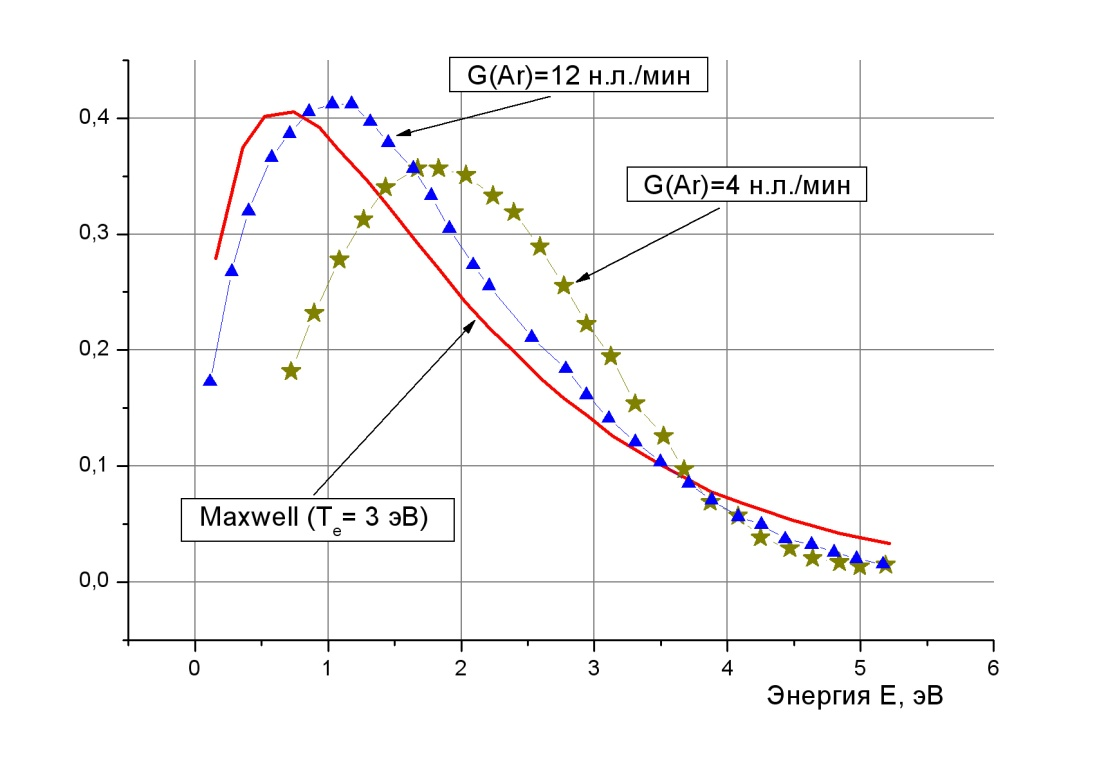 G(Ar)=12 н.л./мин
0,4
G(Ar)=4 н.л./мин
0,3
0,2
0,1
Maxwell (Te= 3 эВ)
0,0
0 1 2 3 4 5 6
Энергия E, эВ